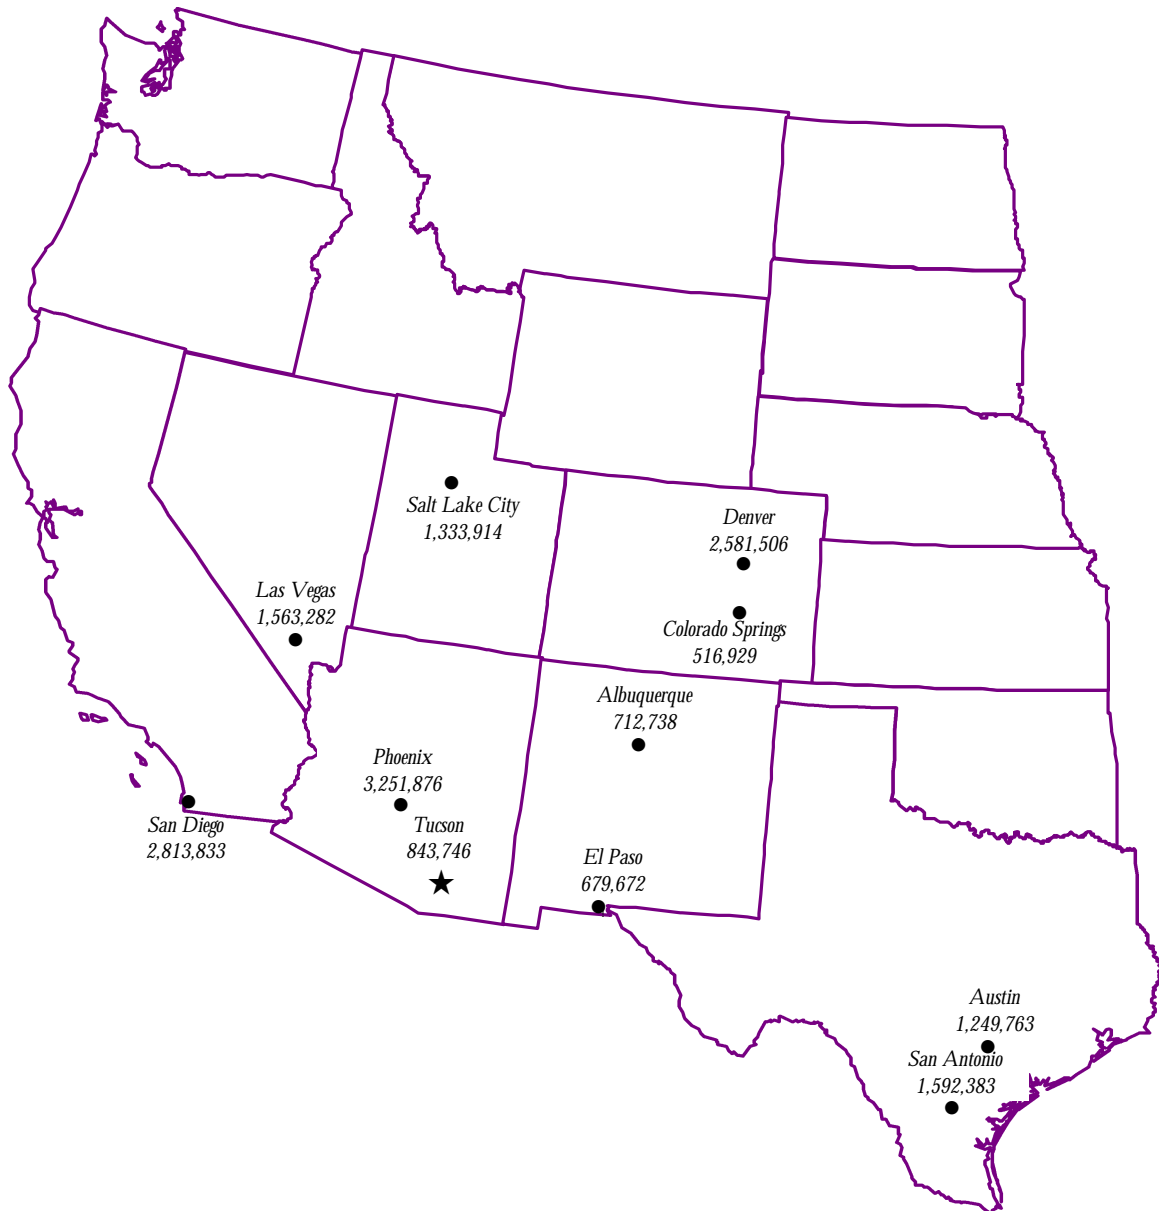 Salt Lake City
1,333,914
Denver
2,581,506
Las Vegas
1,563,282
Colorado Springs
516,929
Albuquerque
712,738
Phoenix
3,251,876
Tucson
843,746
San Diego
2,813,833
El Paso
679,672
Austin
1,249,763
San Antonio
1,592,383